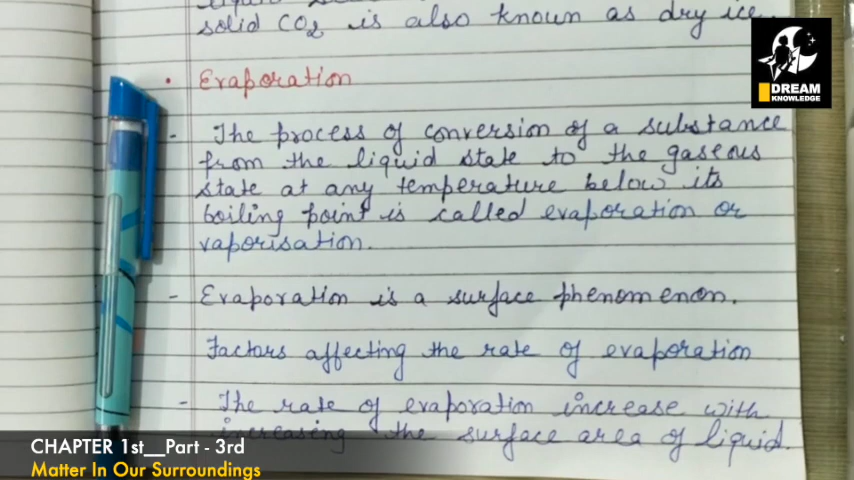 solid CO2 is also known as dry ice.
DREAM
KNOWLEDGE
• Evaporation
- The process of conversion of a substance
from the liquid state to the gaseous
state at any temperature below its
boiling point is called evaporation or
vaporisation.
- Evaporation is a surface phenomenon.
Factors affecting the rate of evaporation
- The rate of evaporation increase with
increasing the surface area of liquid.
CHAPTER 1st__Part - 3rd
Matter In Our Surroundings